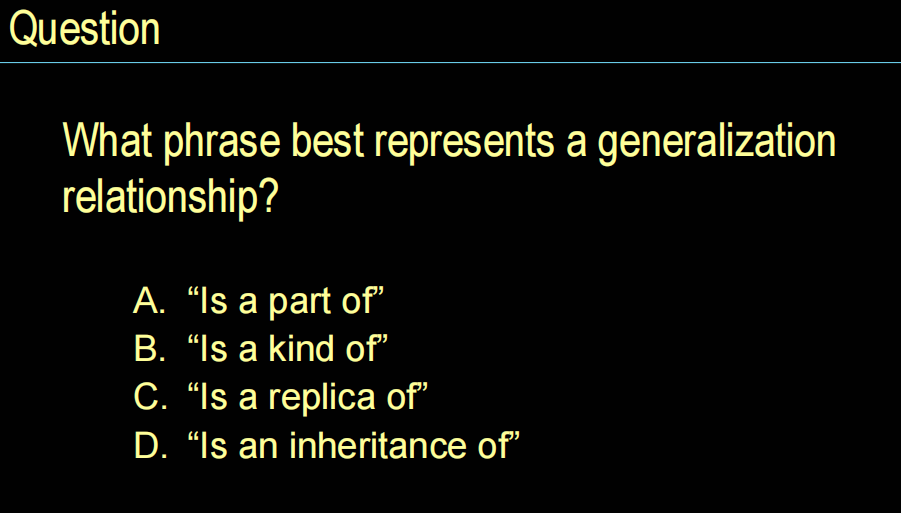 Question
What phrase best represents a generalization
relationship?
A. “Is a part of”
B. “Is a kind of”
C. “Is a replica of”
D. “Is an inheritance of”